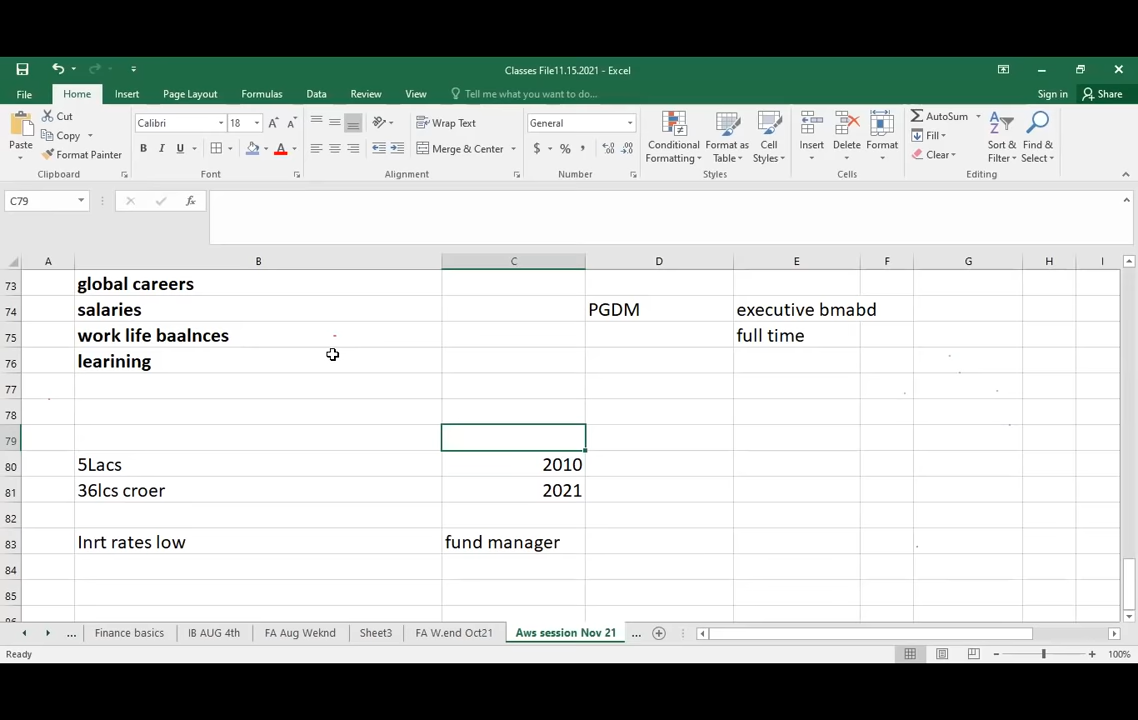 Classes File11.15.2021 - Excel
File Home Insert Page Layout Formulas Data Review View Tell me what you want to do... Sign in Share
Cut
Copy
Format Painter
Paste
Clipboard
Calibri 18
B I U
Font
Wrap Text
Merge & Center
Alignment
General
$ % ,
Number
Conditional Formatting
Format as Table
Cell Styles
Styles
Insert
Delete
Format
Cells
AutoSum
Fill
Clear
Sort & Filter
Find & Select
Editing
C79 fx
A B C D E F G H I
73 global careers
74 salaries PGDM executive bmabd
75 work life baalnces full time
76 learining
77
78
79
80 5Lacs 2010
81 36lcs croer 2021
82
83 Inrt rates low fund manager
84
85
86
... Finance basics IB AUG 4th FA Aug Weknd Sheet3 FA W.end Oct21 Aws session Nov 21 ...
Ready 100%